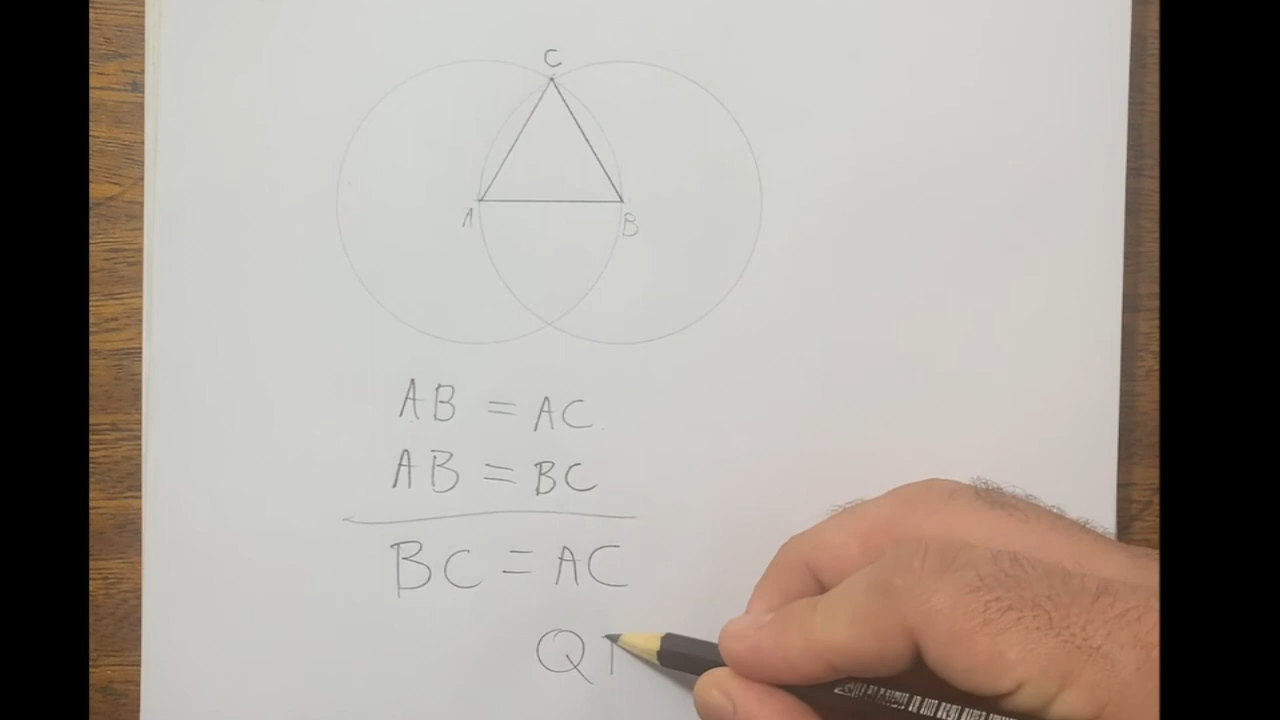 C
A
B
AB = AC
AB = BC
BC = AC
Q